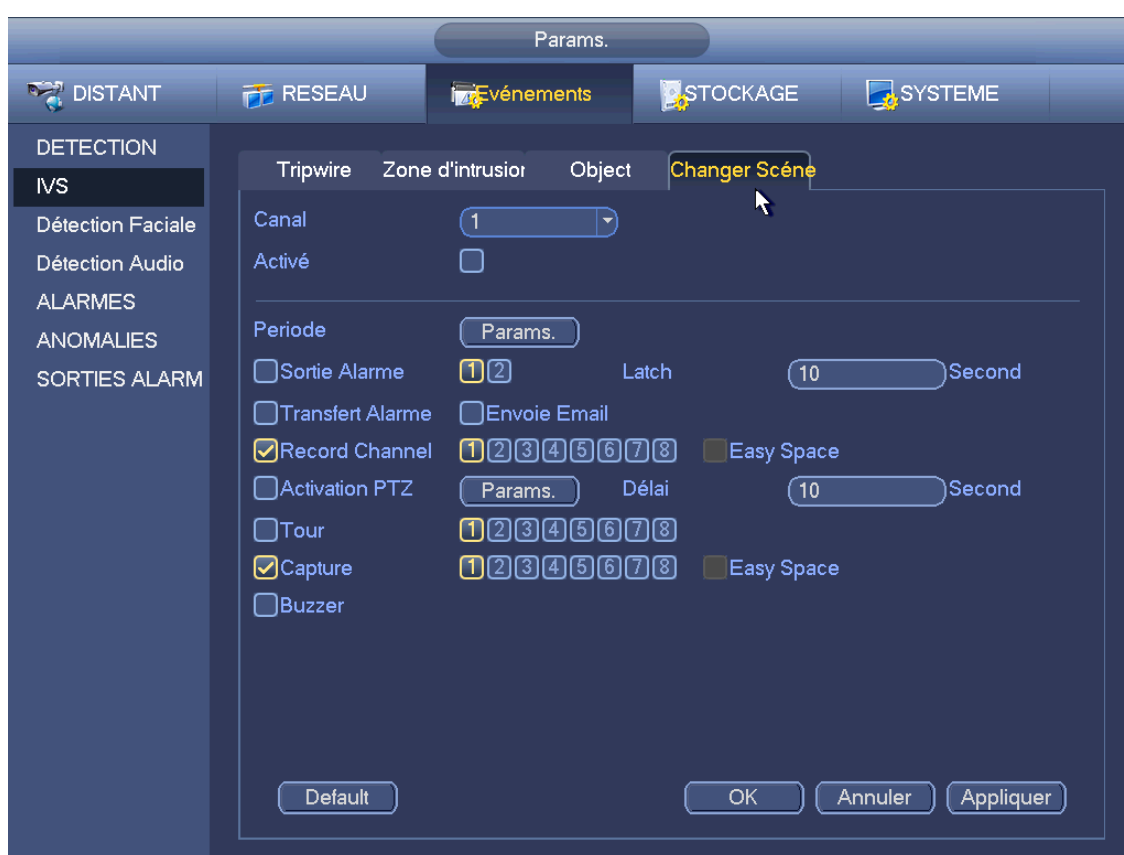 Params.
DISTANT RESEAU Evénements STOCKAGE SYSTEME
DETECTION
IVS
Détection Faciale
Détection Audio
ALARMES
ANOMALIES
SORTIES ALARM
Tripwire Zone d'intrusior Object Changer Scéne
Canal 1
Activé
Periode Params.
Sortie Alarme 1 2 Latch 10 Second
Transfert Alarme Envoie Email
Record Channel 1 2 3 4 5 6 7 8 Easy Space
Activation PTZ Params. Délai 10 Second
Tour 1 2 3 4 5 6 7 8
Capture 1 2 3 4 5 6 7 8 Easy Space
Buzzer
Default OK Annuler Appliquer